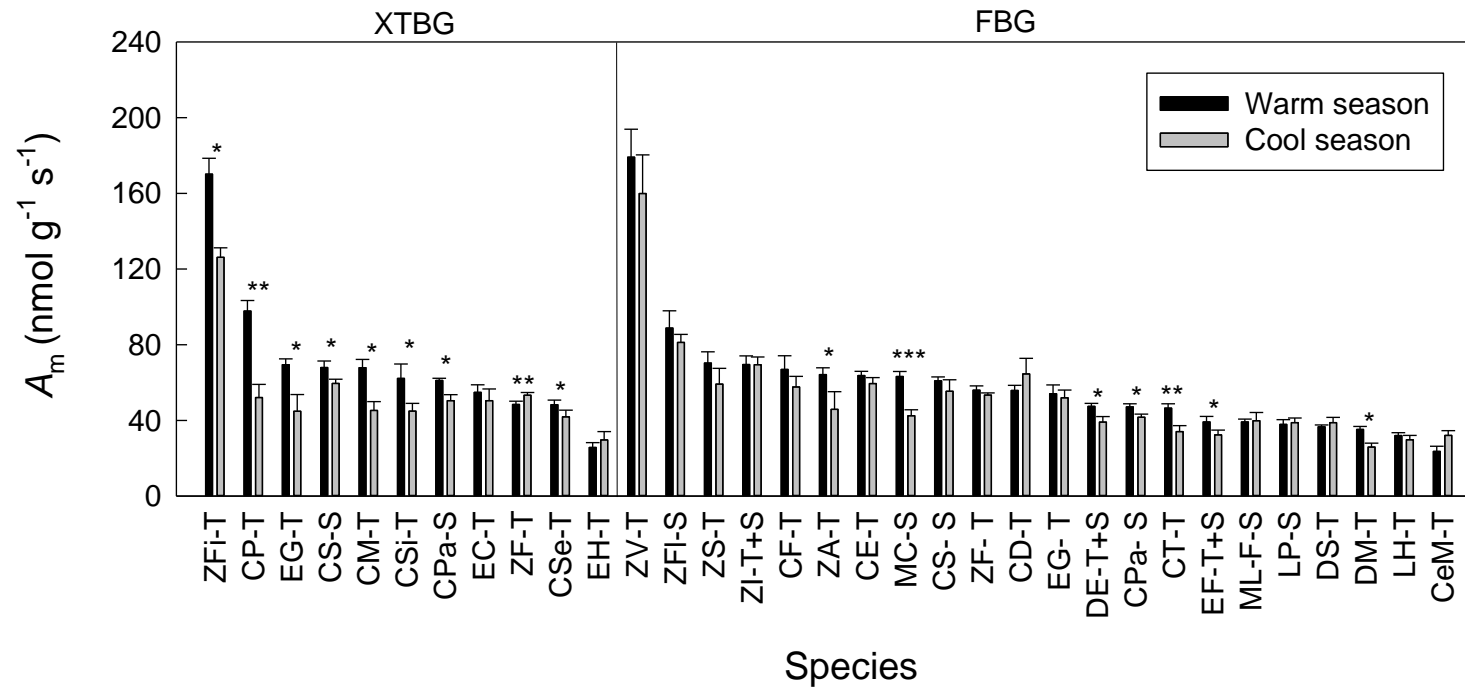 XTBG
FBG
240
200
160
120
80
40
0
Am (nmol g-1 s-1)
Warm season
Cool season
*
**
*
*
*
*
*
**
*
*
***
*
*
**
*
*
ZFi-T
CP-T
EG-T
CS-S
CM-T
CSi-T
CPa-S
EC-T
ZF-T
CSe-T
EH-T
ZV-T
ZFl-S
ZS-T
ZI-T+S
CF-T
ZA-T
CE-T
MC-S
CS- S
ZF- T
CD-T
EG- T
DE-T+S
CPa- S
CT-T
EF-T+S
ML-F-S
LP-S
DS-T
DM-T
LH-T
CeM-T
Species